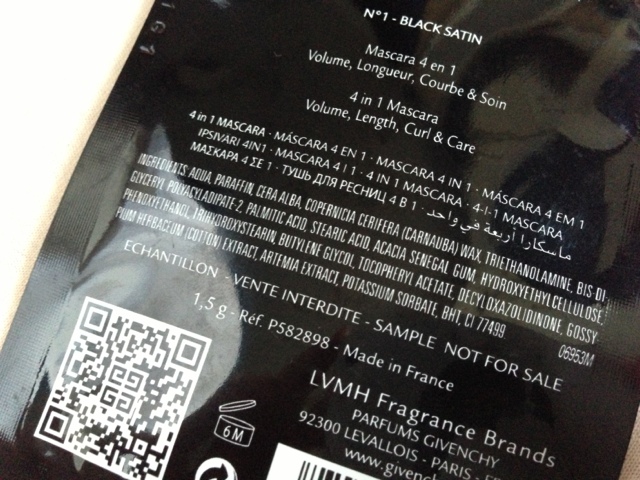 N°1 - BLACK SATIN
Mascara 4 en 1
Volume, Longueur, Courbe & Soin
4 in 1 Mascara
Volume, Length, Curl & Care
4 in 1 MASCARA · MÁSCARA 4 EN 1 · MASCARA 4 IN 1 · MÁSCARA 4 EM 1
IPSIVARI 4IN1 · MASCARA 4 I 1 · 4 IN 1 MASCARA · 4-I-1 MASCARA
ΜΑΣΚΑΡΑ 4 ΣΕ 1 · ТУШЬ ДЛЯ РЕСНИЦ 4 В 1 · ماسكارا أربعة في واحد
INGREDIENTS: AQUA, PARAFFIN, CERA ALBA, COPERNICIA CERIFERA (CARNAUBA) WAX, TRIETHANOLAMINE, BIS DI
GLYCERYL POLYACYLADIPATE-2, PALMITIC ACID, STEARIC ACID, ACACIA SENEGAL GUM, HYDROXYETHYLCELLULOSE,
PHENOXYETHANOL, TRIHYDROXYSTEARIN, BUTYLENE GLYCOL, TOCOPHERYL ACETATE, DECYL OXAZOLIDINONE, GOSSY
PIUM HERBACEUM (COTTON) EXTRACT, ARTEMIA EXTRACT, POTASSIUM SORBATE, BHT, CI 77499.
06953M
ECHANTILLON - VENTE INTERDITE - SAMPLE NOT FOR SALE
1,5 g - Réf. P582898 - Made in France
LVMH Fragrance Brands
PARFUMS GIVENCHY
92300 LEVALLOIS - PARIS -
6M